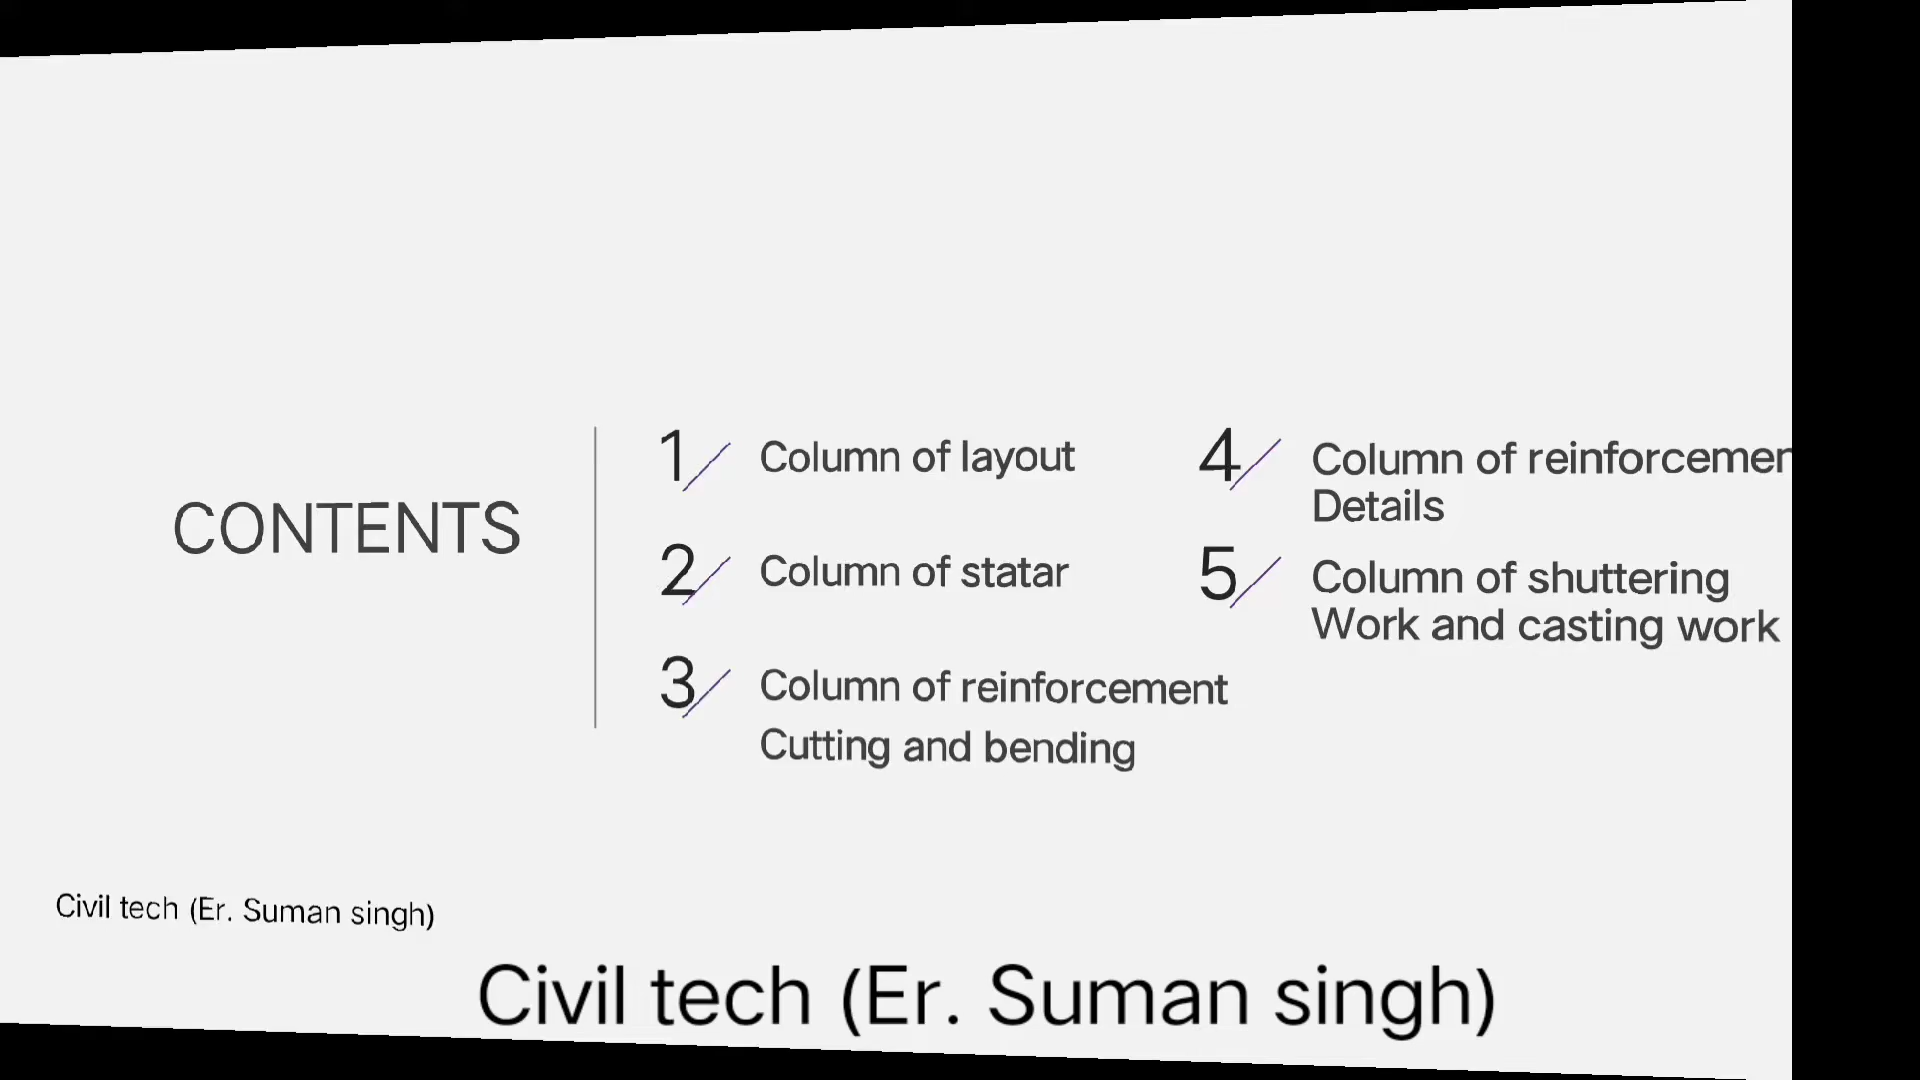 CONTENTS
1 Column of layout
2 Column of statar
3 Column of reinforcement
Cutting and bending
4 Column of reinforcemen
Details
5 Column of shuttering
Work and casting work
Civil tech (Er. Suman singh)
Civil tech (Er. Suman singh)